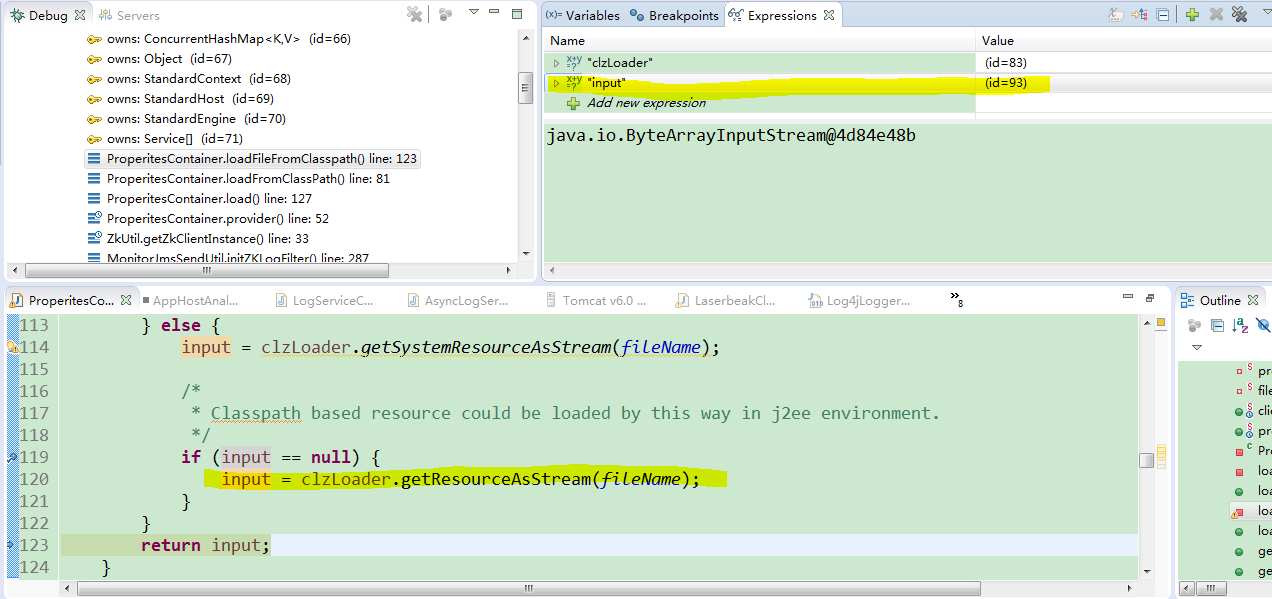 Debug Servers
owns: ConcurrentHashMap<K,V> (id=66)
owns: Object (id=67)
owns: StandardContext (id=68)
owns: StandardHost (id=69)
owns: StandardEngine (id=70)
owns: Service[] (id=71)
ProperitesContainer.loadFileFromClasspath() line: 123
ProperitesContainer.loadFromClassPath() line: 81
ProperitesContainer.load() line: 127
ProperitesContainer.provider() line: 52
ZkUtil.getZkClientInstance() line: 33
MonitorJmsSendUtil.initZKLogFilter() line: 287
(x)= Variables Breakpoints Expressions
Name Value
"clzLoader" (id=83)
"input" (id=93)
Add new expression
java.io.ByteArrayInputStream@4d84e48b
ProperitesCo... AppHostAnal... LogServiceC... AsyncLogSer... Tomcat v6.0 ... LaserbeakCl... Log4jLogger... »8
113 } else {
114 input = clzLoader.getSystemResourceAsStream(fileName);
115
116 /*
117 * Classpath based resource could be loaded by this way in j2ee environment.
118 */
119 if (input == null) {
120 input = clzLoader.getResourceAsStream(fileName);
121 }
122 }
123 return input;
124 }
Outline
pr
file
clie
pr
Pr
loa
loa
loa
loa
ge
ge